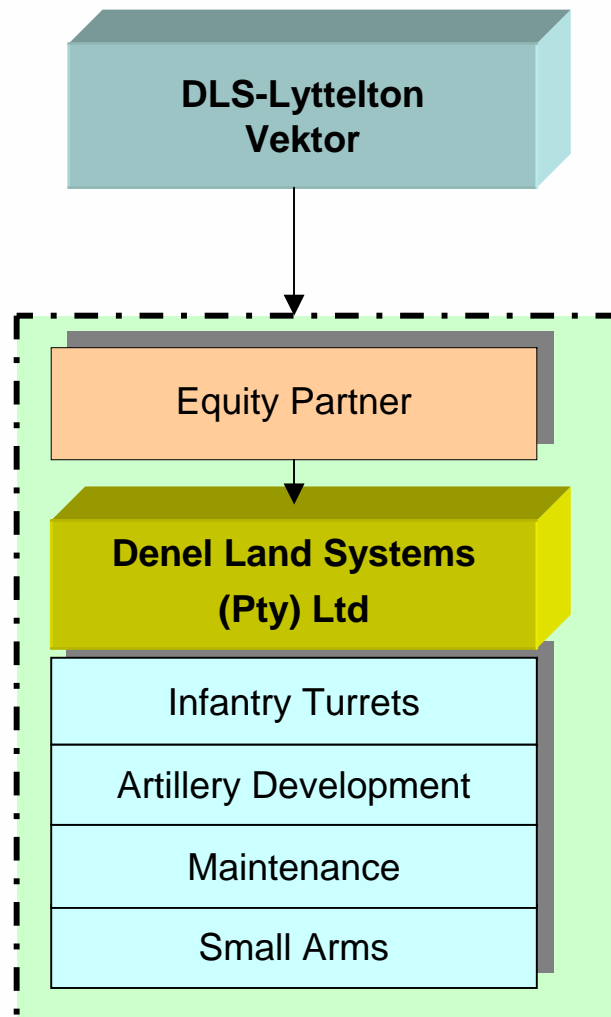 DLS-Lyttelton
Vektor
Equity Partner
Denel Land Systems
(Pty) Ltd
Infantry Turrets
Artillery Development
Maintenance
Small Arms